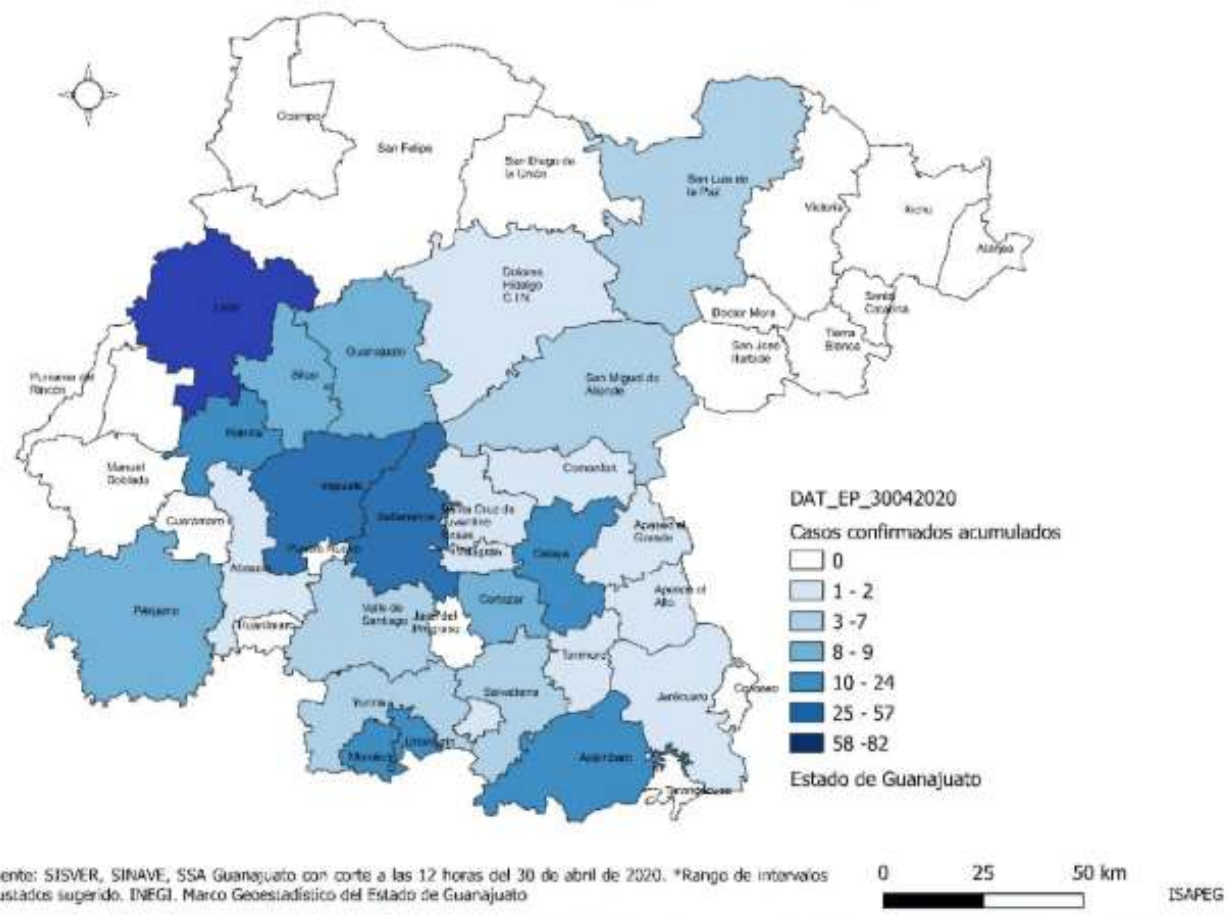 Ocampo
San Felipe
San Diego de
la Unión
San Luis de
la Paz
Victoria
Xichú
Atarjea
León
Dolores
Hidalgo
C.I.N.
Doctor Mora
Santa
Catarina
San José
Iturbide
Tierra
Blanca
Guanajuato
Silao
Purísima del
Rincón
San Miguel de
Allende
Romita
Manuel
Doblado
Irapuato
Comonfort
Cuerámaro
Salamanca
Santa Cruz de
Juventino
Rosas
Apaseo el
Grande
Villagrán
Celaya
Pueblo Nuevo
Abasolo
Apaseo el
Alto
Pénjamo
Valle de
Santiago
Cortazar
Jaral del
Progreso
Huanímaro
Tarimoro
Yuriria
Salvatierra
Jerécuaro
Coroneo
Moroleón
Uriangato
Acámbaro
Tarandacuao
DAT_EP_30042020
Casos confirmados acumulados
0
1 - 2
3 -7
8 - 9
10 - 24
25 - 57
58 -82
Estado de Guanajuato
ente: SISVER, SINAVE, SSA Guanajuato con corte a las 12 horas del 30 de abril de 2020. *Rango de intervalos
ustados sugerido. INEGI. Marco Geoestadístico del Estado de Guanajuato
0 25 50 km
ISAPEG